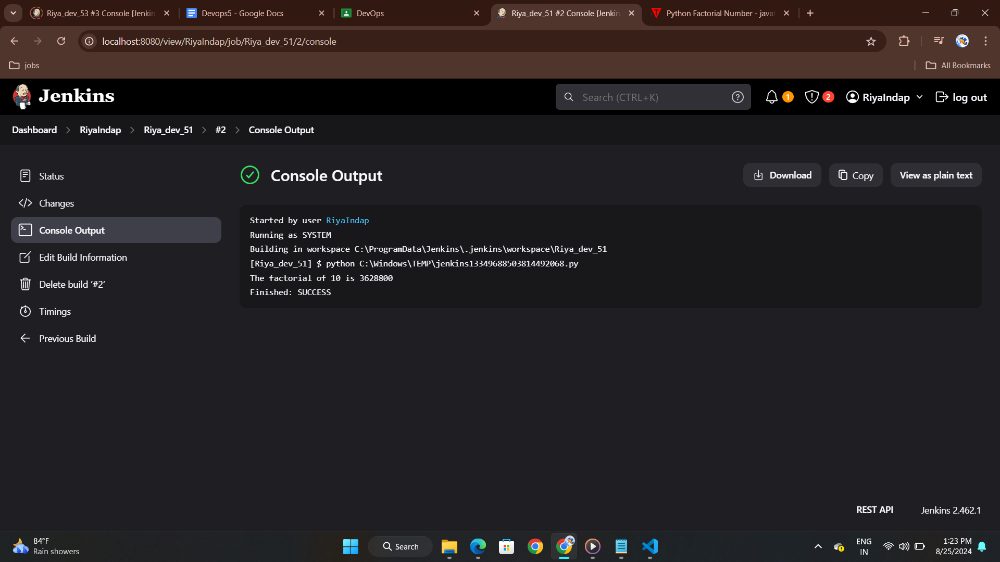 Riya_dev_53 #3 Console [Jenkin
Devops5 - Google Docs
DevOps
Riya_dev_51 #2 Console [Jenkin
Python Factorial Number - javat
localhost:8080/view/RiyaIndap/job/Riya_dev_51/2/console
jobs
All Bookmarks
Jenkins
Search (CTRL+K)
1
2
RiyaIndap
log out
Dashboard
RiyaIndap
Riya_dev_51
#2
Console Output
Status
Changes
Console Output
Edit Build Information
Delete build ‘#2’
Timings
Previous Build
Console Output
Download
Copy
View as plain text
Started by user RiyaIndap
Running as SYSTEM
Building in workspace C:\ProgramData\Jenkins\.jenkins\workspace\Riya_dev_51
[Riya_dev_51] $ python C:\Windows\TEMP\jenkins13349688503814492068.py
The factorial of 10 is 3628800
Finished: SUCCESS
REST API
Jenkins 2.462.1
84°F
Rain showers
Search
ENG
IN
1:23 PM
8/25/2024